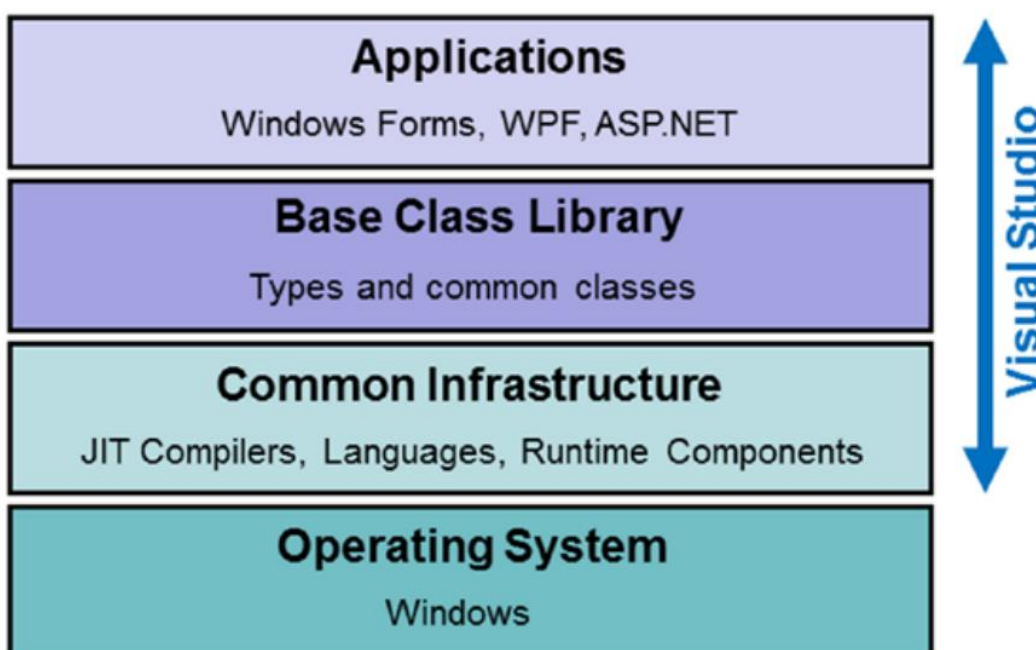 Applications
Windows Forms, WPF, ASP.NET
Base Class Library
Types and common classes
Common Infrastructure
JIT Compilers, Languages, Runtime Components
Operating System
Windows
Visual Studio